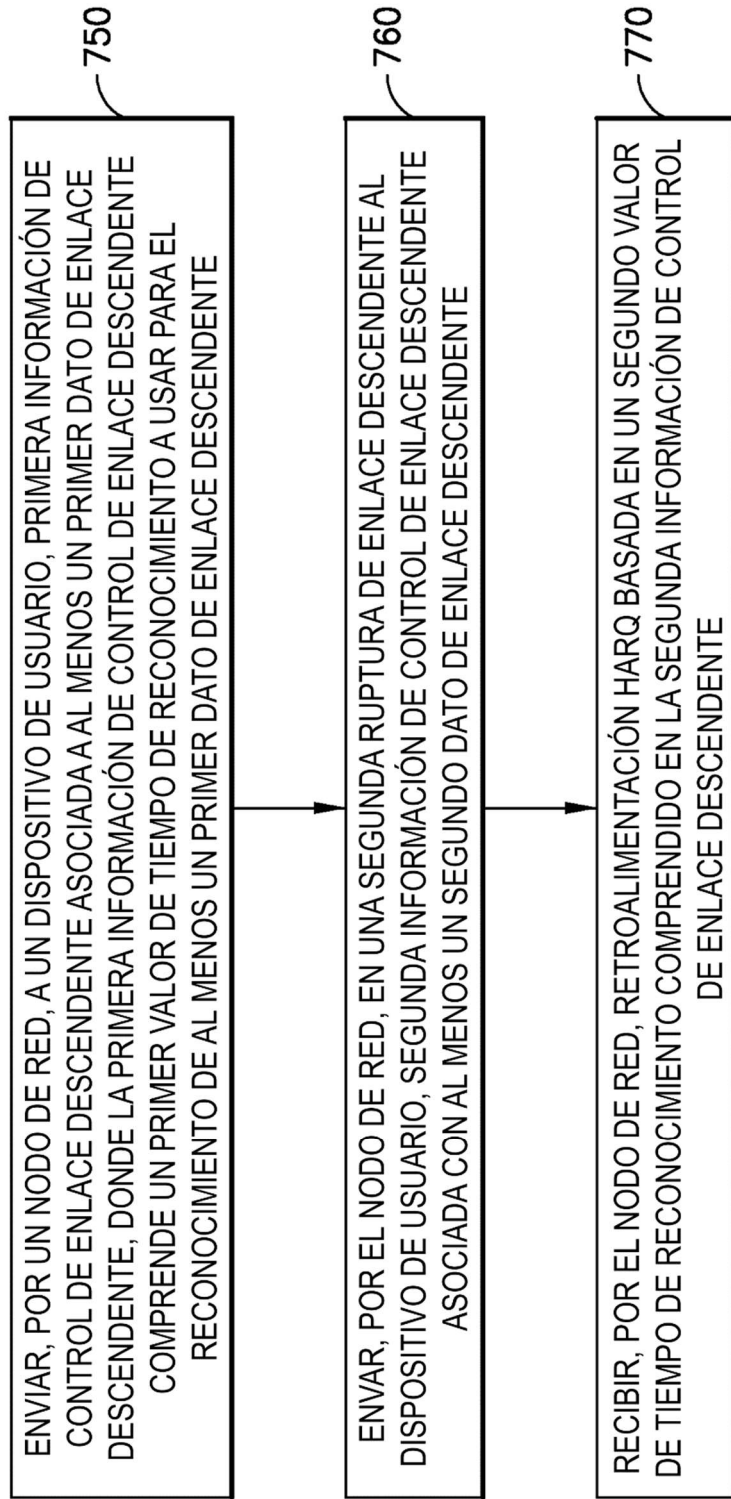 ENVIAR, POR UN NODO DE RED, A UN DISPOSITIVO DE USUARIO, PRIMERA INFORMACIÓN DE
CONTROL DE ENLACE DESCENDENTE ASOCIADA A AL MENOS UN PRIMER DATO DE ENLACE
DESCENDENTE, DONDE LA PRIMERA INFORMACIÓN DE CONTROL DE ENLACE DESCENDENTE
COMPRENDE UN PRIMER VALOR DE TIEMPO DE RECONOCIMIENTO A USAR PARA EL
RECONOCIMIENTO DE AL MENOS UN PRIMER DATO DE ENLACE DESCENDENTE
750
ENVAR, POR EL NODO DE RED, EN UNA SEGUNDA RUPTURA DE ENLACE DESCENDENTE AL
DISPOSITIVO DE USUARIO, SEGUNDA INFORMACIÓN DE CONTROL DE ENLACE DESCENDENTE
ASOCIADA CON AL MENOS UN SEGUNDO DATO DE ENLACE DESCENDENTE
760
RECIBIR, POR EL NODO DE RED, RETROALIMENTACIÓN HARQ BASADA EN UN SEGUNDO VALOR
DE TIEMPO DE RECONOCIMIENTO COMPRENDIDO EN LA SEGUNDA INFORMACIÓN DE CONTROL
DE ENLACE DESCENDENTE
770